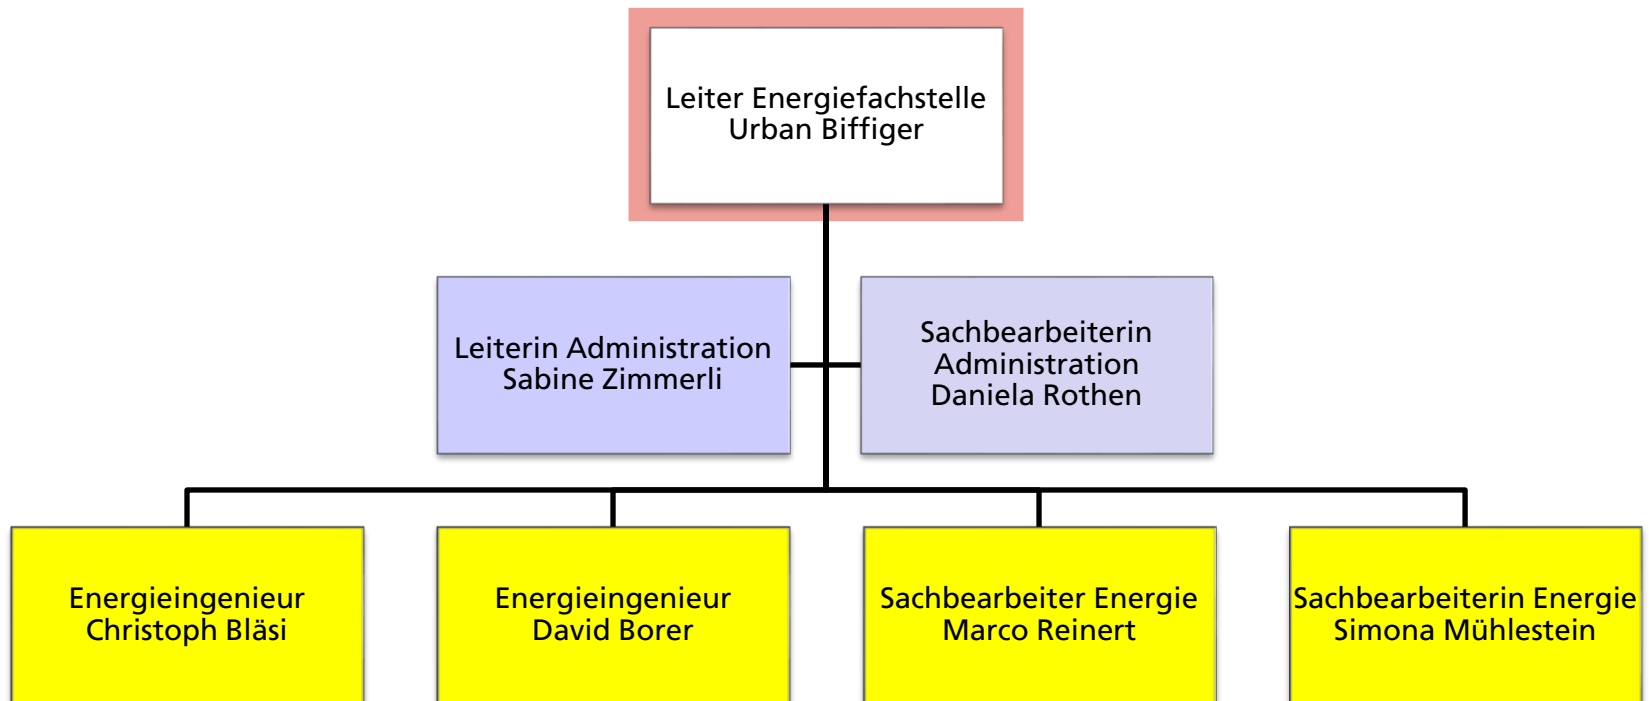 Leiter Energiefachstelle
Urban Biffiger
Leiterin Administration
Sabine Zimmerli
Sachbearbeiterin
Administration
Daniela Rothen
Energieingenieur
Christoph Bläsi
Energieingenieur
David Borer
Sachbearbeiter Energie
Marco Reinert
Sachbearbeiterin Energie
Simona Mühlestein